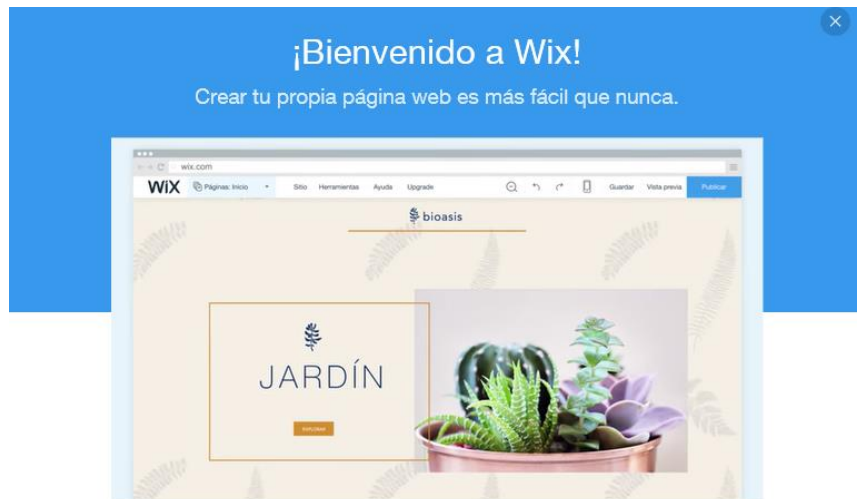 ¡Bienvenido a Wix!
Crear tu propia página web es más fácil que nunca.
wix.com
WiX Páginas: Inicio Sitio Herramientas Ayuda Upgrade Guardar Vista previa Publicar
bioasis
JARDÍN
EXPLORAR